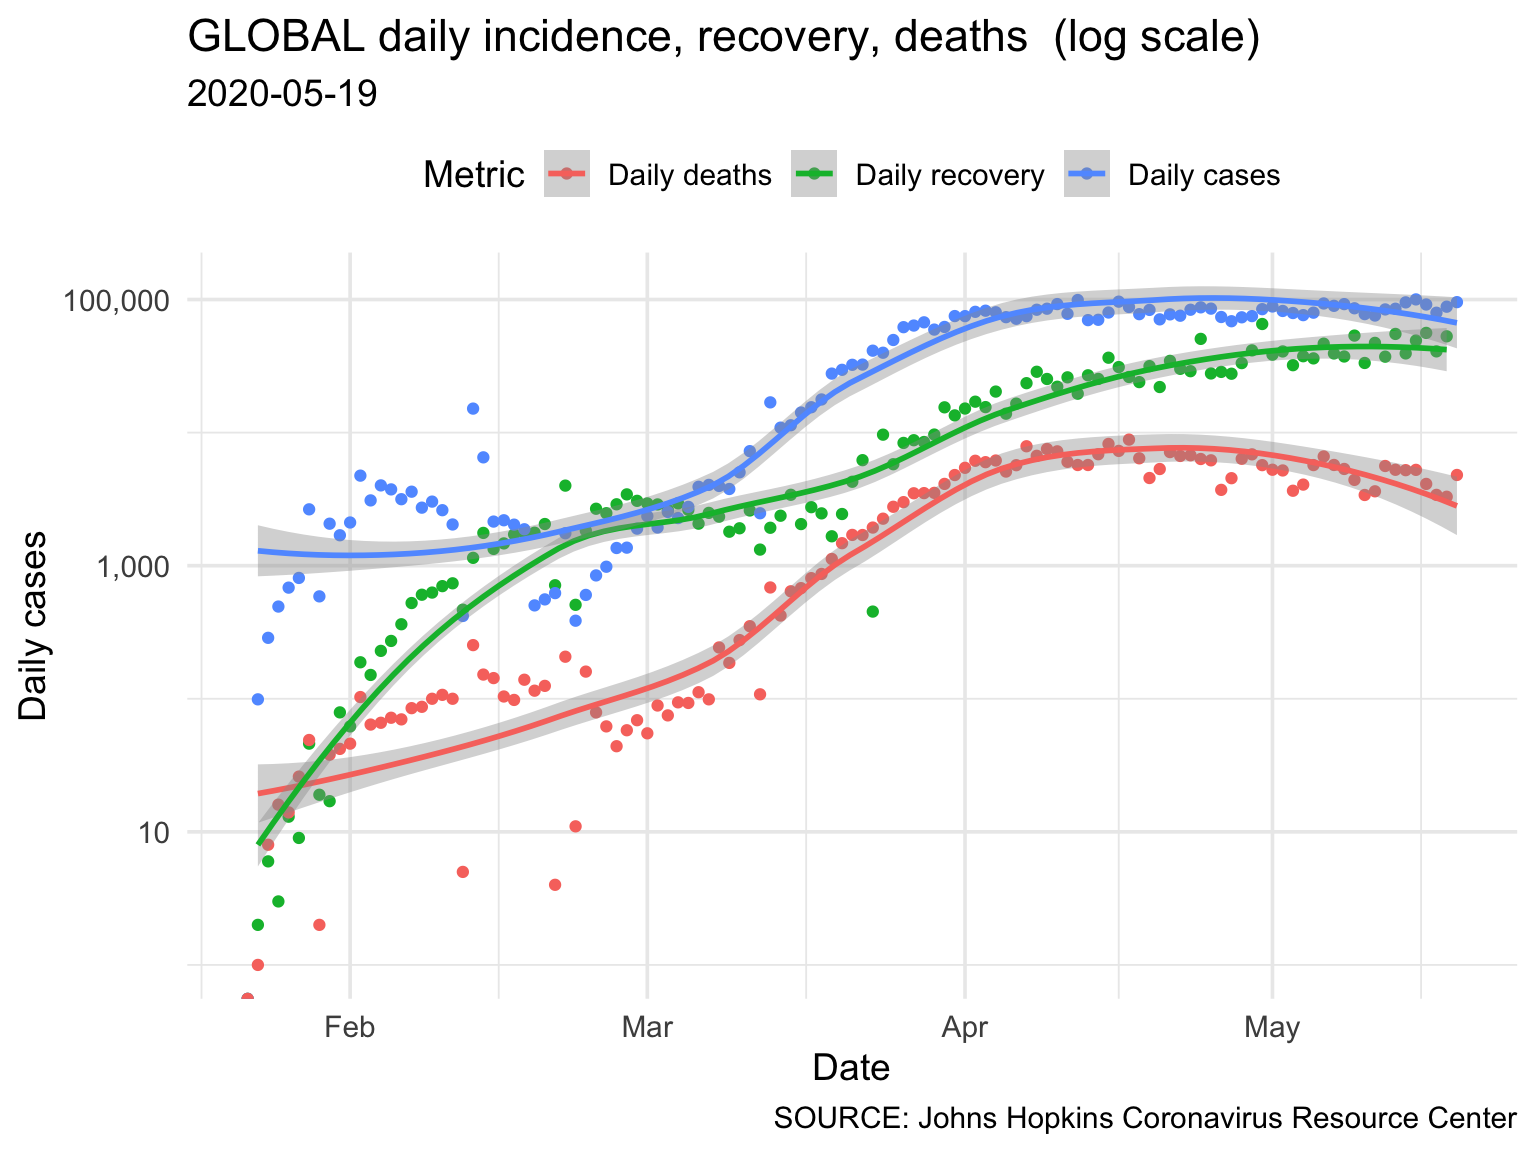 GLOBAL daily incidence, recovery, deaths  (log scale)
2020-05-19
Metric Daily deaths Daily recovery Daily cases
100,000
1,000
10
Daily cases
Feb Mar Apr May
Date
SOURCE: Johns Hopkins Coronavirus Resource Center